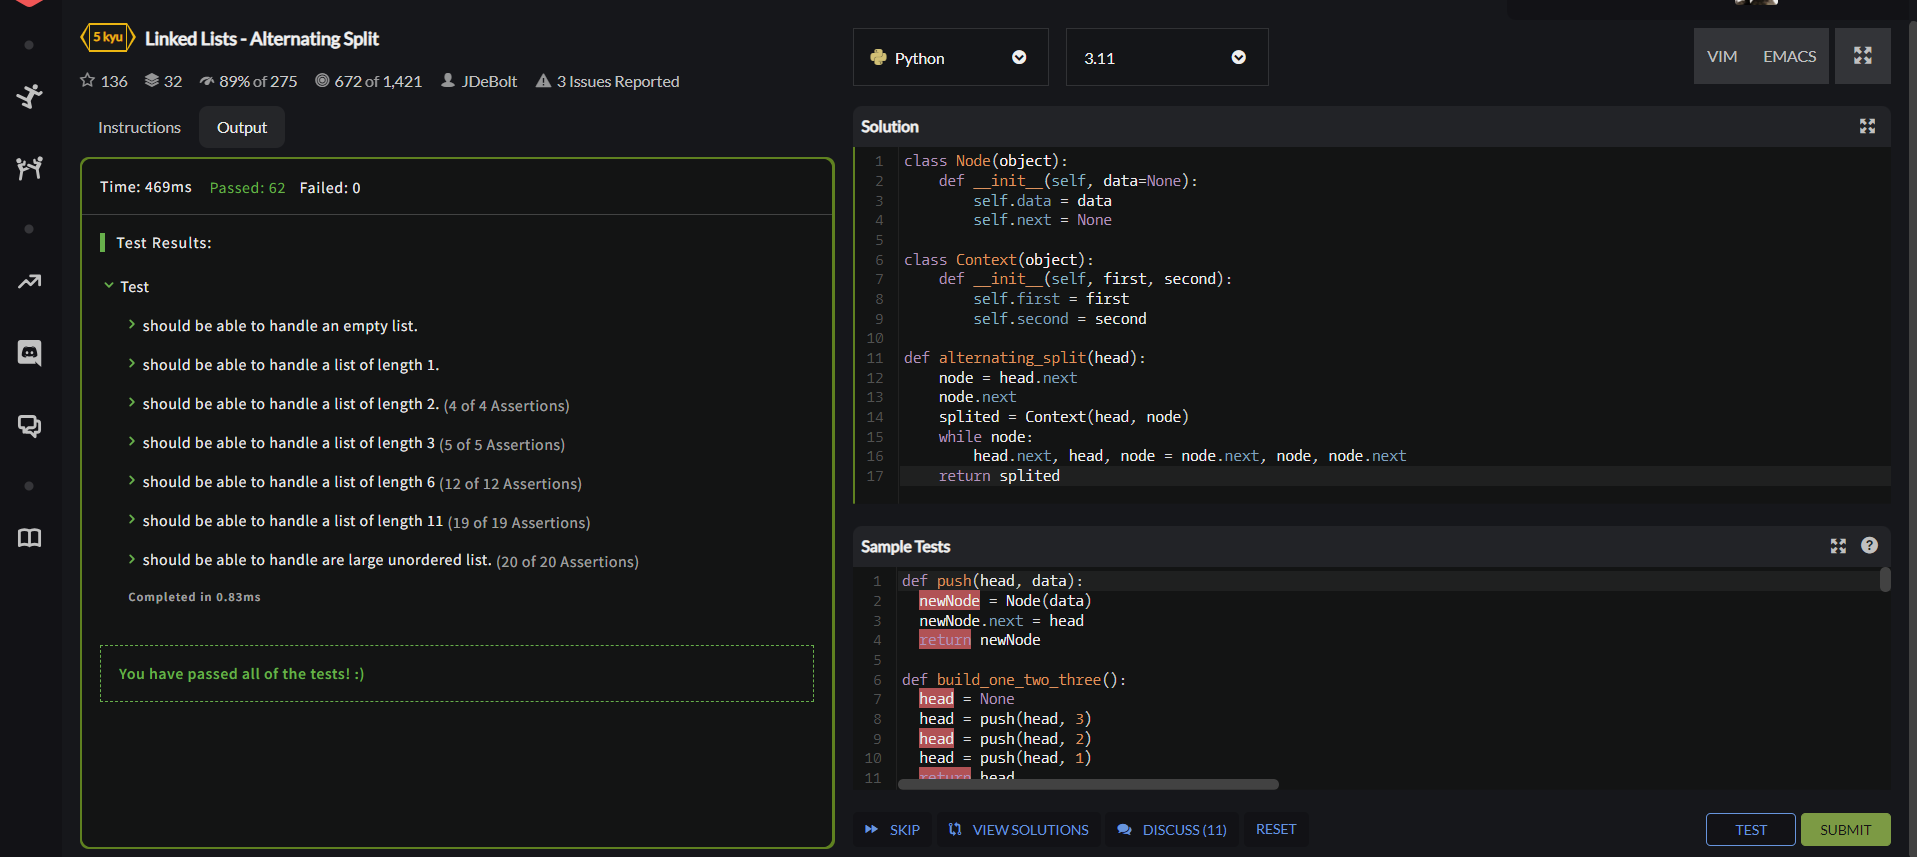 5 kyu
Linked Lists - Alternating Split
136 32 89% of 275 672 of 1,421 JDeBolt 3 Issues Reported
Instructions Output
Time: 469ms Passed: 62 Failed: 0
Test Results:
Test
should be able to handle an empty list.
should be able to handle a list of length 1.
should be able to handle a list of length 2. (4 of 4 Assertions)
should be able to handle a list of length 3 (5 of 5 Assertions)
should be able to handle a list of length 6 (12 of 12 Assertions)
should be able to handle a list of length 11 (19 of 19 Assertions)
should be able to handle are large unordered list. (20 of 20 Assertions)
Completed in 0.83ms
You have passed all of the tests! :)
Python 3.11 VIM EMACS
Solution
1 class Node(object):
2     def __init__(self, data=None):
3         self.data = data
4         self.next = None
5
6 class Context(object):
7     def __init__(self, first, second):
8         self.first = first
9         self.second = second
10
11 def alternating_split(head):
12     node = head.next
13     node.next
14     splited = Context(head, node)
15     while node:
16         head.next, head, node = node.next, node, node.next
17     return splited
Sample Tests
?
1 def push(head, data):
2   newNode = Node(data)
3   newNode.next = head
4   return newNode
5
6 def build_one_two_three():
7   head = None
8   head = push(head, 3)
9   head = push(head, 2)
10   head = push(head, 1)
11   return head
SKIP VIEW SOLUTIONS DISCUSS (11) RESET TEST SUBMIT